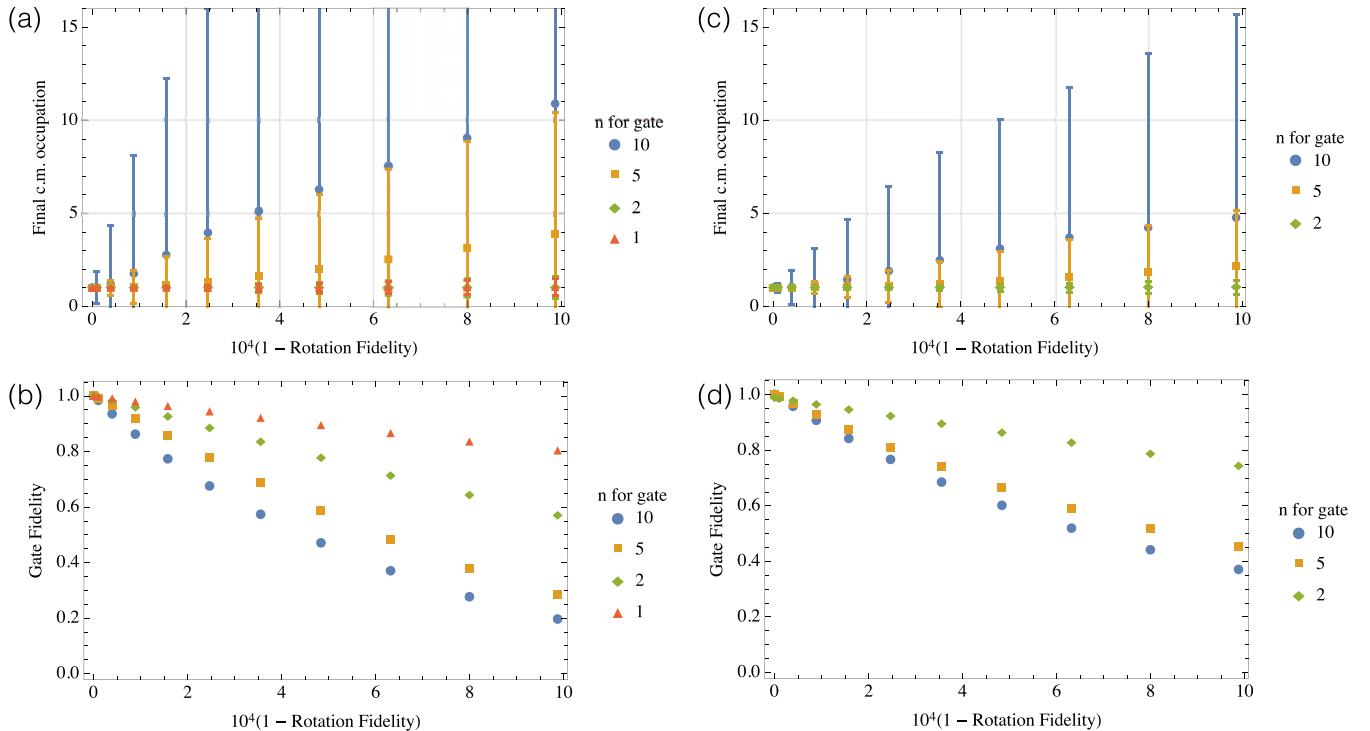 (a)
Final c.m. occupation
15
10
5
0
0 2 4 6 8 10
10⁴(1 − Rotation Fidelity)
n for gate
10
5
2
1
(c)
Final c.m. occupation
15
10
5
0
0 2 4 6 8 10
10⁴(1 − Rotation Fidelity)
n for gate
10
5
2
(b)
Gate Fidelity
1.0
0.8
0.6
0.4
0.2
0.0
0 2 4 6 8 10
10⁴(1 − Rotation Fidelity)
n for gate
10
5
2
1
(d)
Gate Fidelity
1.0
0.8
0.6
0.4
0.2
0.0
0 2 4 6 8 10
10⁴(1 − Rotation Fidelity)
n for gate
10
5
2